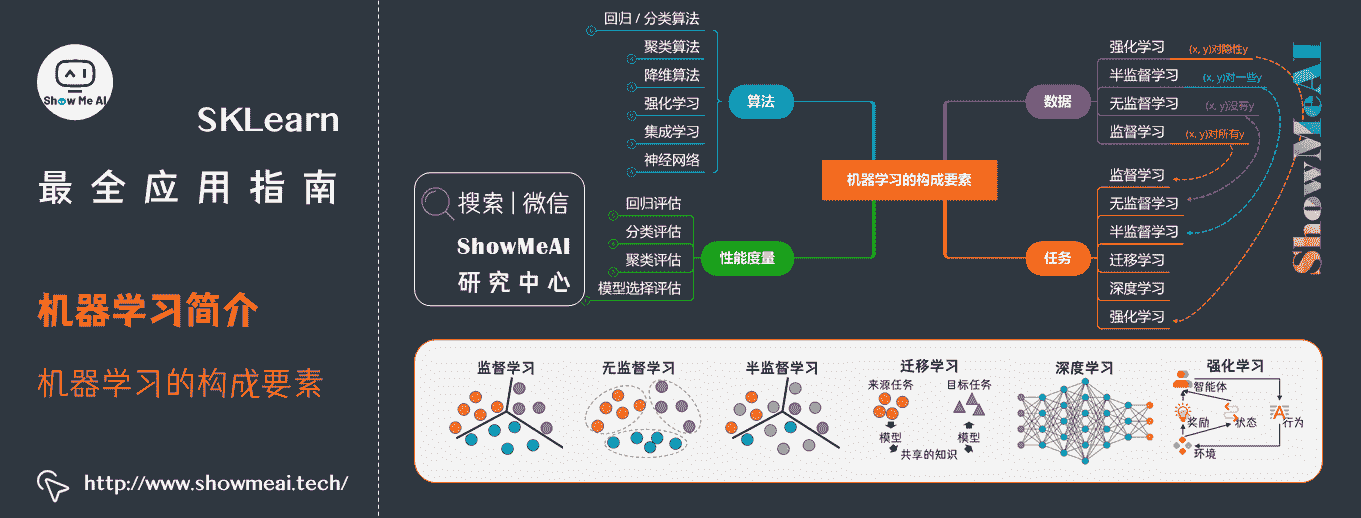 Show Me AI
SKLearn
最全应用指南
机器学习简介
机器学习的构成要素
http://www.showmeai.tech/
搜索 | 微信
ShowMeAI
研究中心
回归 / 分类算法
聚类算法
降维算法
强化学习
集成学习
神经网络
算法
回归评估
分类评估
聚类评估
模型选择评估
性能度量
机器学习的构成要素
数据
强化学习
(x, y)对隐性y
半监督学习
(x, y)对一些y
无监督学习
(x, y)没有y
监督学习
(x, y)对所有y
任务
监督学习
无监督学习
半监督学习
迁移学习
深度学习
强化学习
ShowMeAI
监督学习
无监督学习
半监督学习
迁移学习
来源任务
目标任务
模型
模型
共享的知识
深度学习
强化学习
智能体
奖励
状态
行为
环境